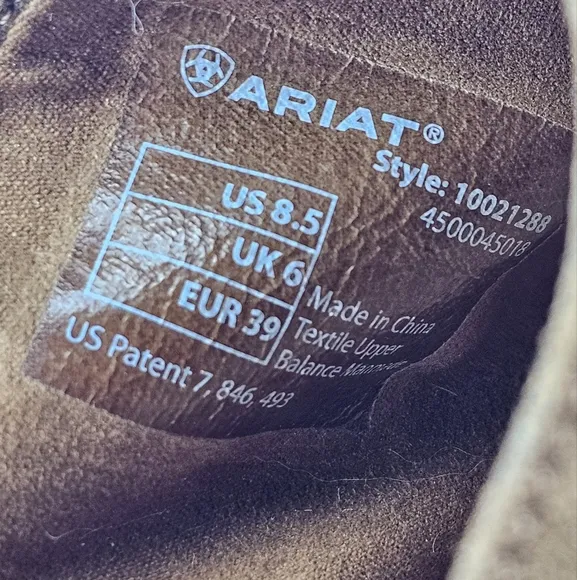 ARIAT®
Style: 10021288
4500045018
US 8.5
UK 6
EUR 39
Made in China
Textile Upper
Balance
US Patent 7, 846, 493